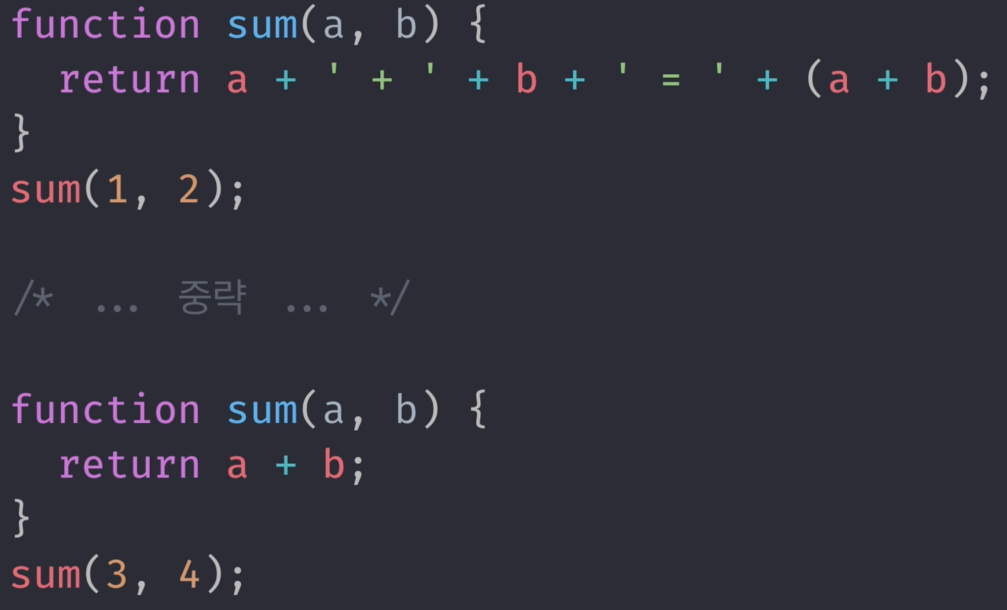 function sum(a, b) {
  return a + ' + ' + b + ' = ' + (a + b);
}
sum(1, 2);
/* ... 중략 ... */
function sum(a, b) {
  return a + b;
}
sum(3, 4);